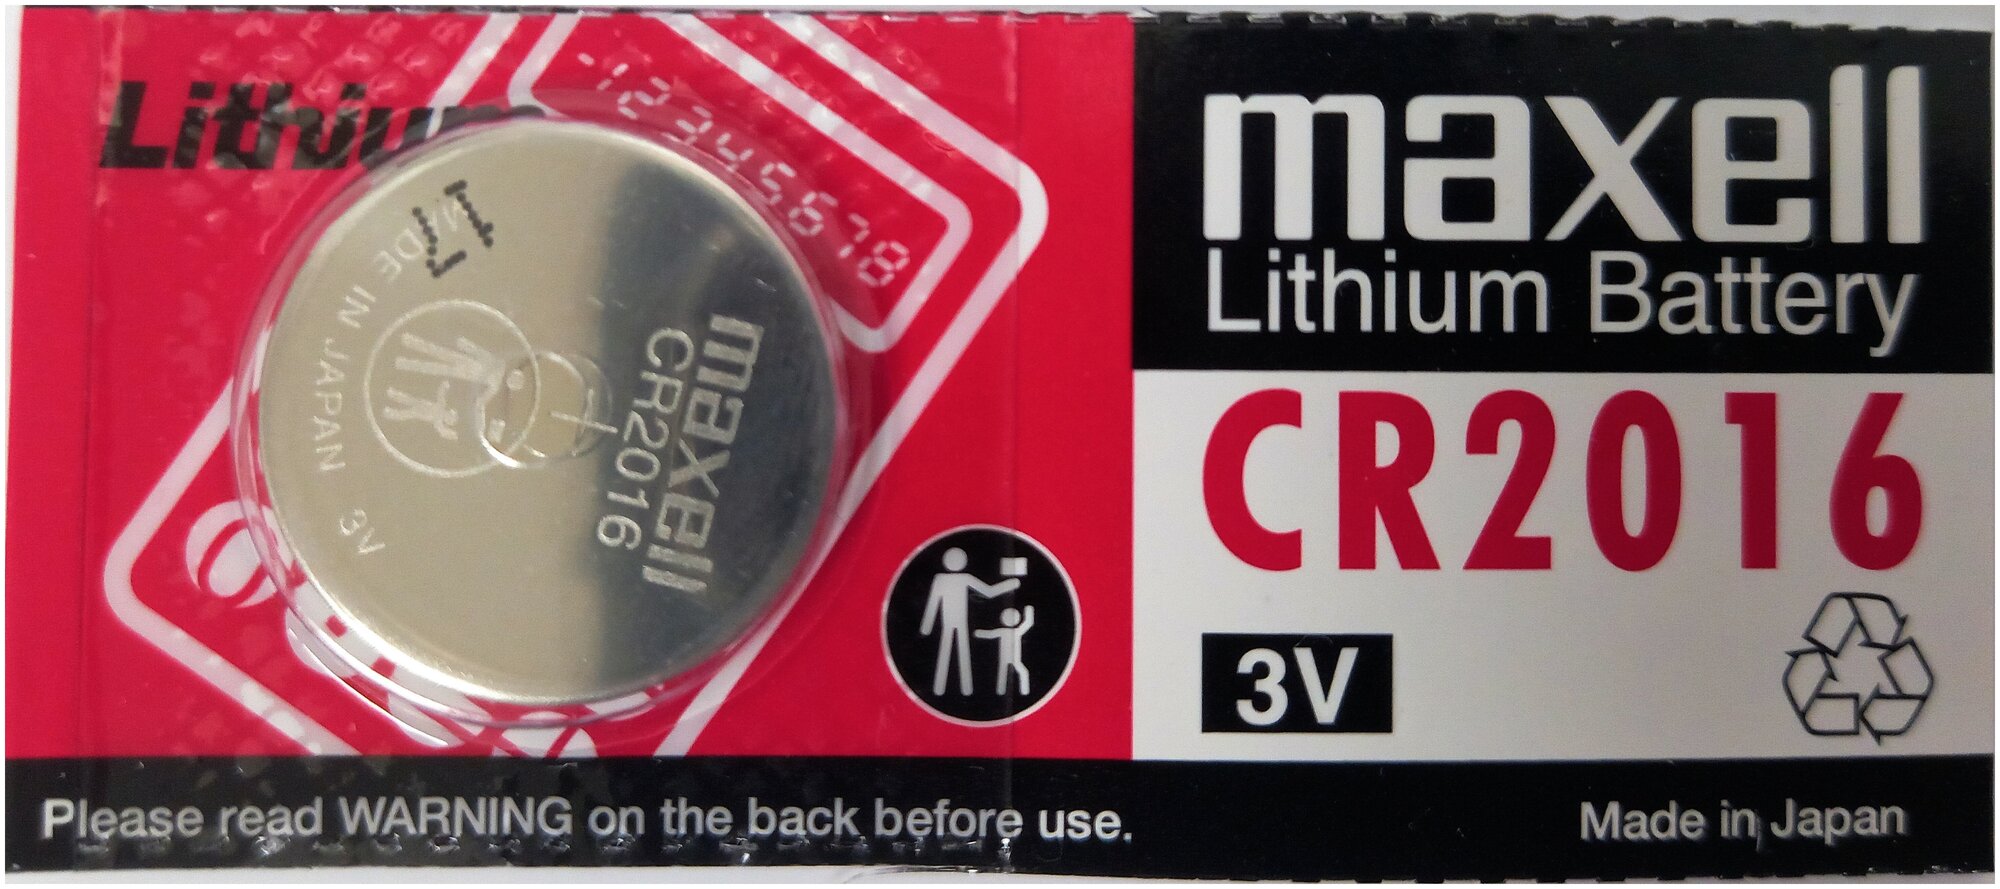 Lithium
12345678
MADE IN JAPAN
3V
+
maxell
CR2016
maxell
Lithium Battery
CR2016
3V
Please read WARNING on the back before use.
Made in Japan